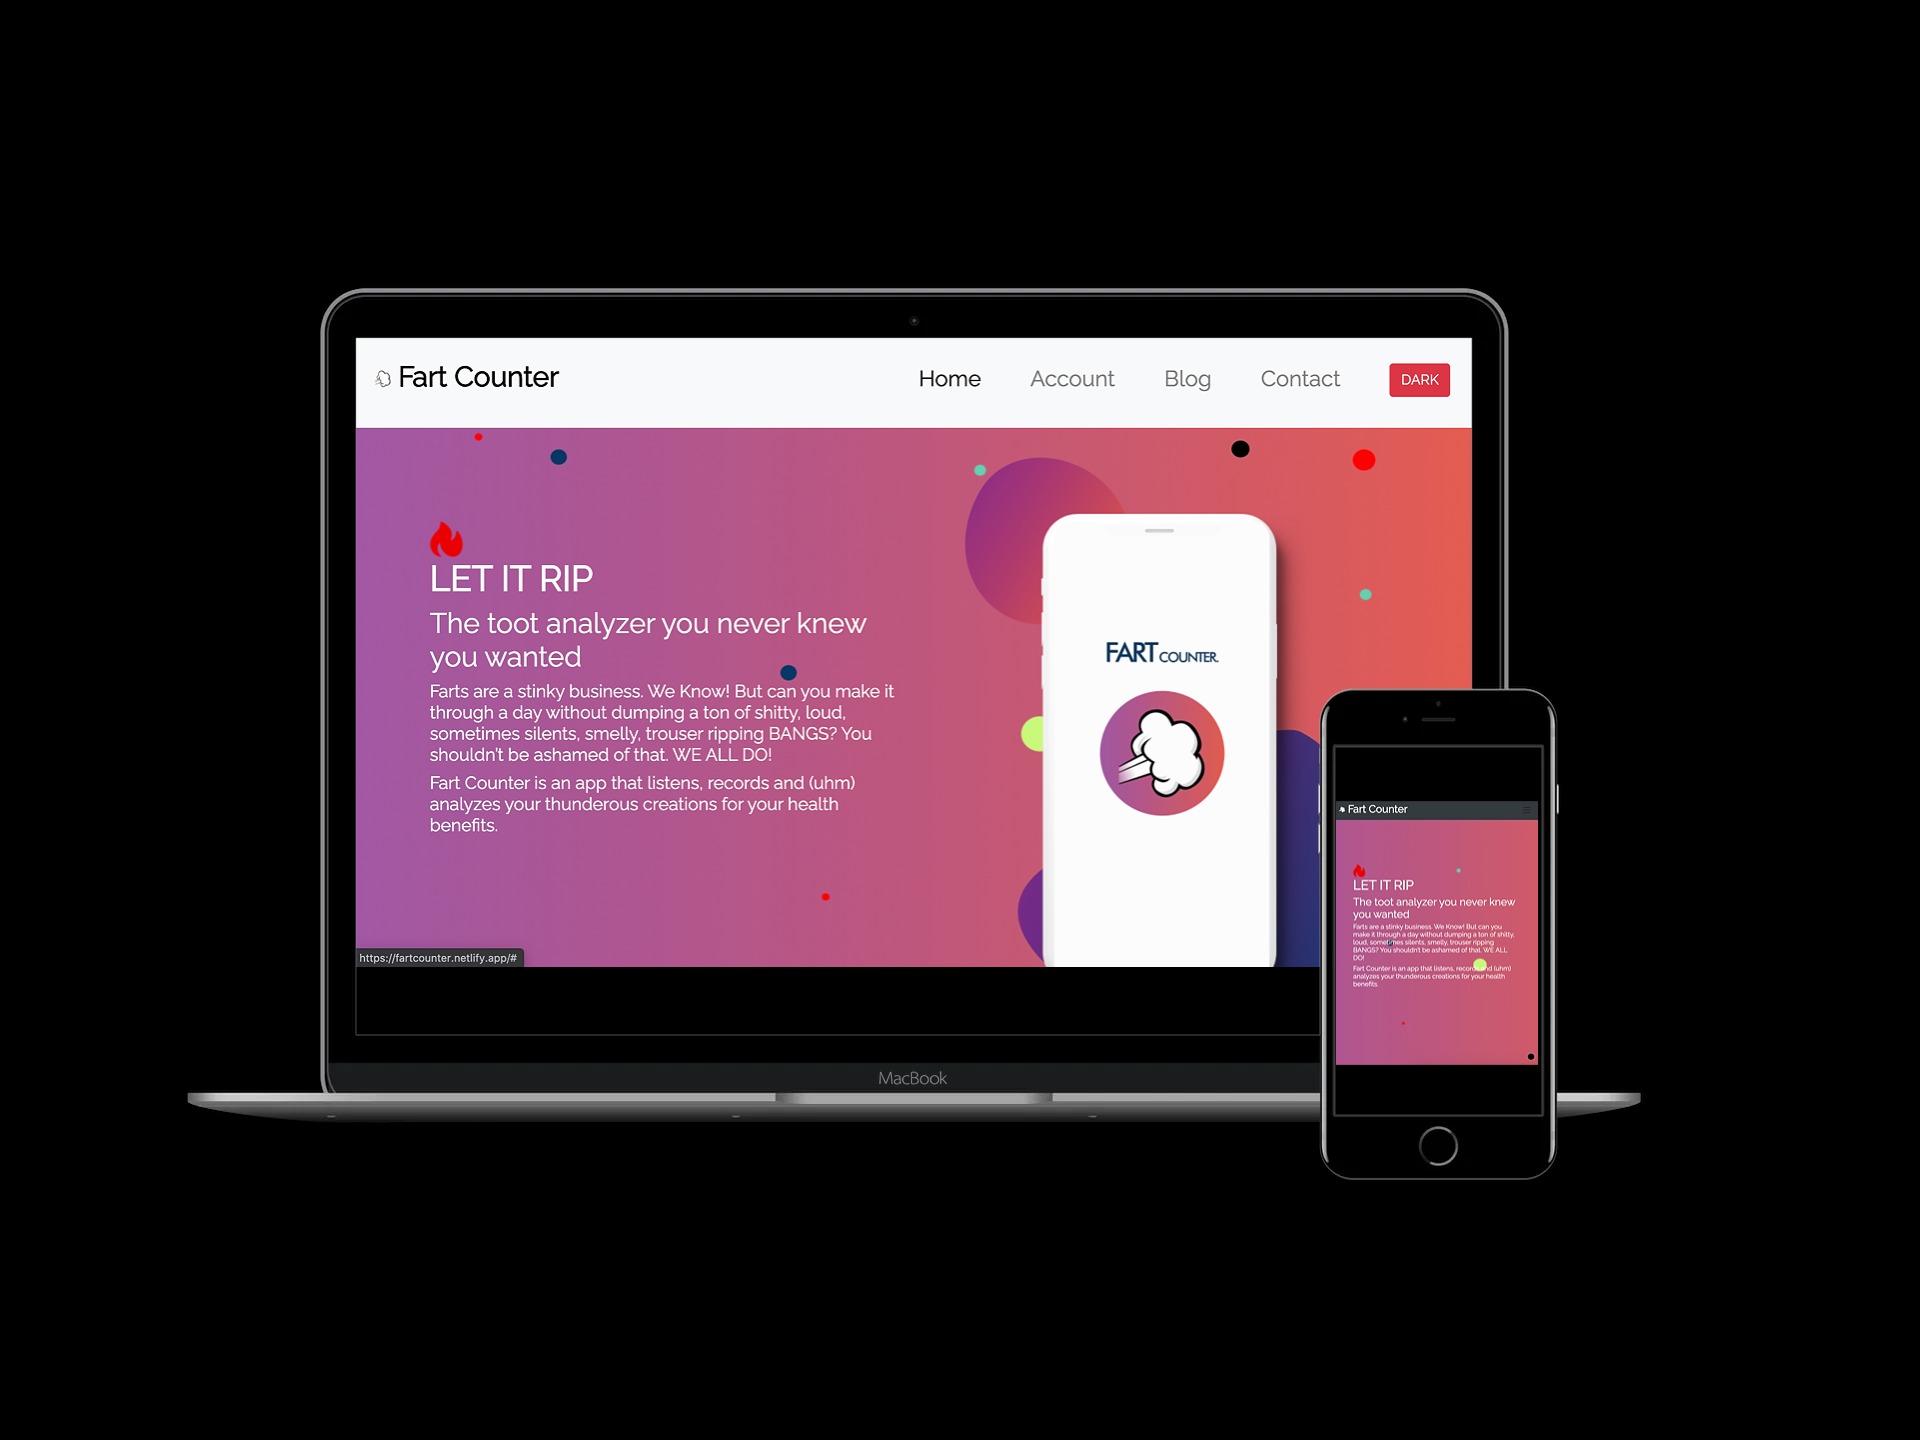 Fart Counter
Home
Account
Blog
Contact
DARK
LET IT RIP
The toot analyzer you never knew
you wanted
Farts are a stinky business. We Know! But can you make it
through a day without dumping a ton of shitty, loud,
sometimes silents, smelly, trouser ripping BANGS? You
shouldn't be ashamed of that. WE ALL DO!
Fart Counter is an app that listens, records and (uhm)
analyzes your thunderous creations for your health
benefits.
FART COUNTER.
https://fartcounter.netlify.app/#
MacBook
Fart Counter
LET IT RIP
The toot analyzer you never knew
you wanted
Farts are a stinky business. We Know! But can you
make it through a day without dumping a ton of shitty,
loud, sometimes silents, smelly, trouser ripping
BANGS? You shouldn't be ashamed of that. WE ALL
DO!
Fart Counter is an app that listens, records and (uhm)
analyzes your thunderous creations for your health
benefits.